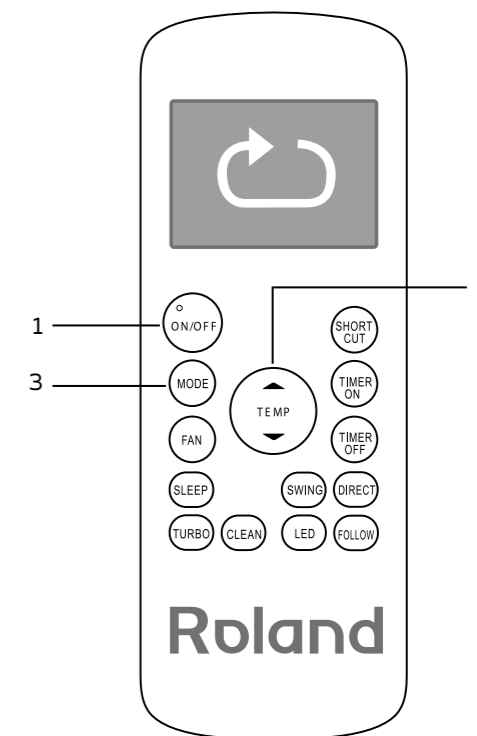 1
ON/OFF
SHORT
CUT
3
MODE
TEMP
TIMER
ON
FAN
TIMER
OFF
SLEEP
SWING
DIRECT
TURBO
CLEAN
LED
FOLLOW
Roland